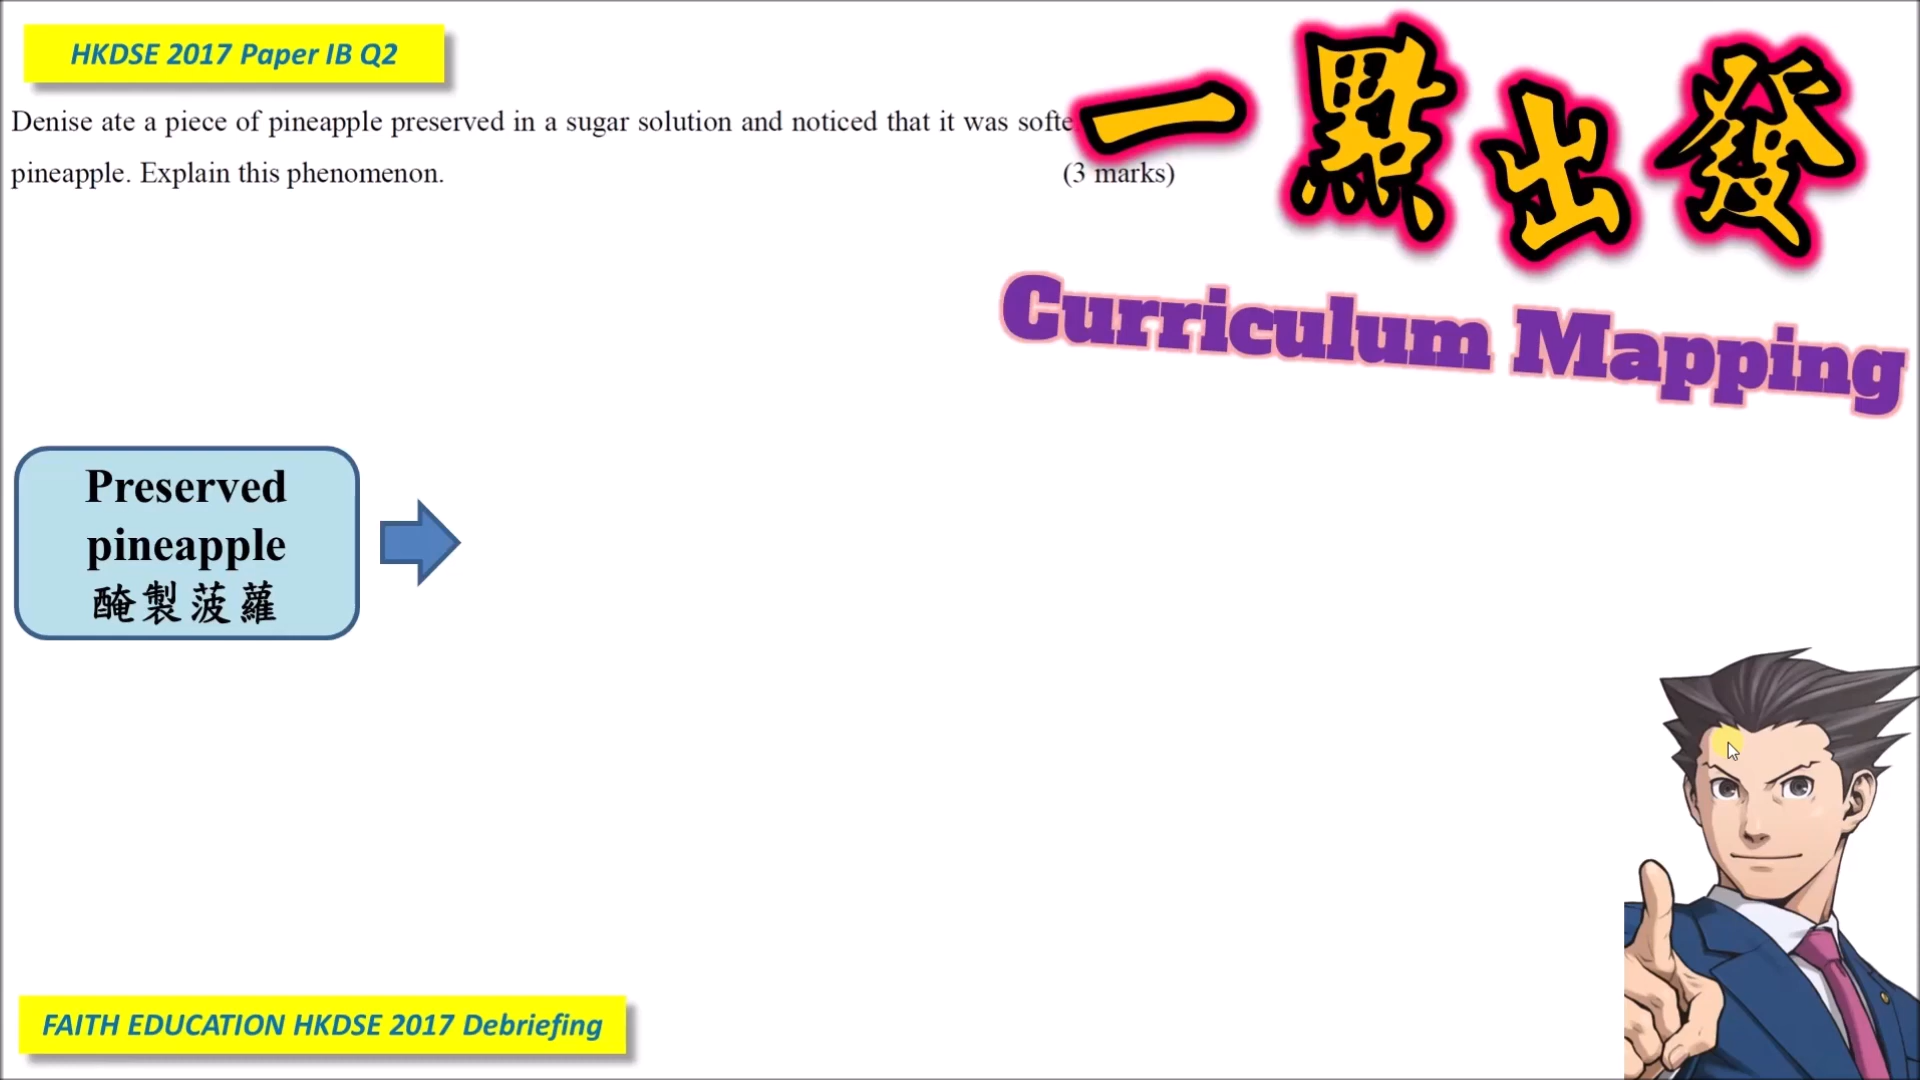 HKDSE 2017 Paper IB Q2
Denise ate a piece of pineapple preserved in a sugar solution and noticed that it was
pineapple. Explain this phenomenon. (3 marks)
一點出發
Curriculum Mapping
Preserved
pineapple
醃製菠蘿
FAITH EDUCATION HKDSE 2017 Debriefing